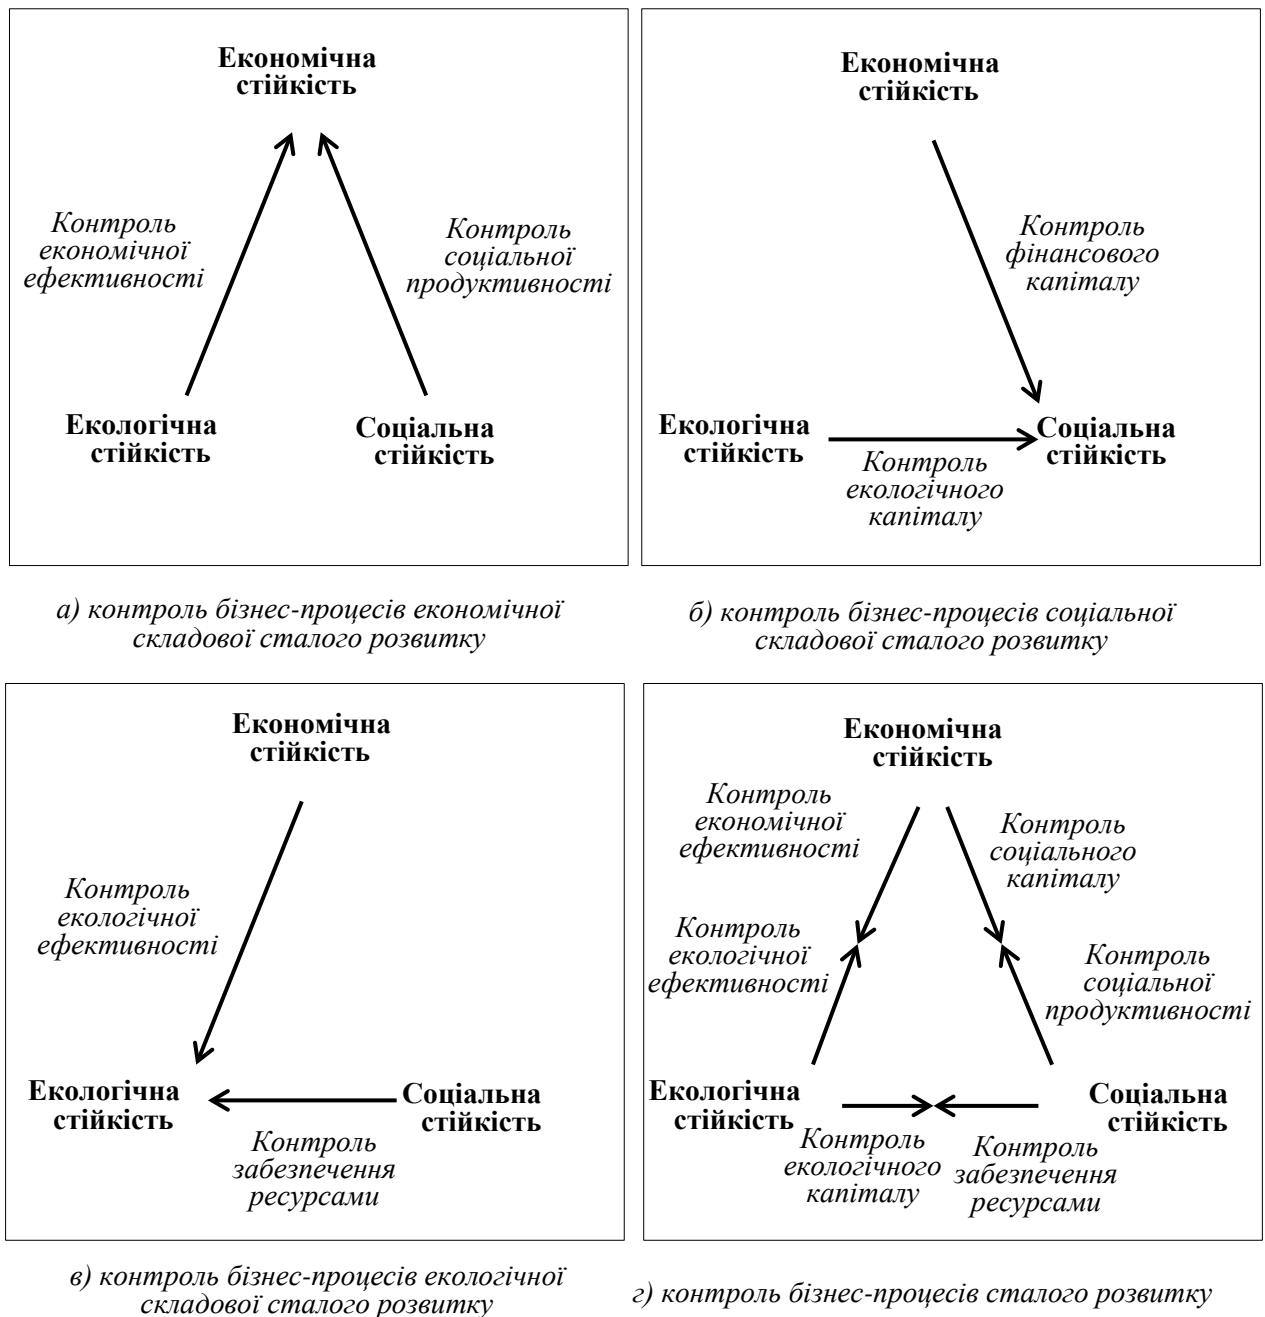 Економічна
стійкість
Контроль
економічної
ефективності
Контроль
соціальної
продуктивності
Екологічна
стійкість
Соціальна
стійкість
а) контроль бізнес-процесів економічної
складової сталого розвитку
Економічна
стійкість
Контроль
фінансового
капіталу
Екологічна
стійкість
Соціальна
стійкість
Контроль
екологічного
капіталу
б) контроль бізнес-процесів соціальної
складової сталого розвитку
Економічна
стійкість
Контроль
екологічної
ефективності
Екологічна
стійкість
Соціальна
стійкість
Контроль
забезпечення
ресурсами
в) контроль бізнес-процесів екологічної
складової сталого розвитку
Економічна
стійкість
Контроль
економічної
ефективності
Контроль
соціального
капіталу
Контроль
екологічної
ефективності
Контроль
соціальної
продуктивності
Екологічна
стійкість
Соціальна
стійкість
Контроль
екологічного
капіталу
Контроль
забезпечення
ресурсами
г) контроль бізнес-процесів сталого розвитку